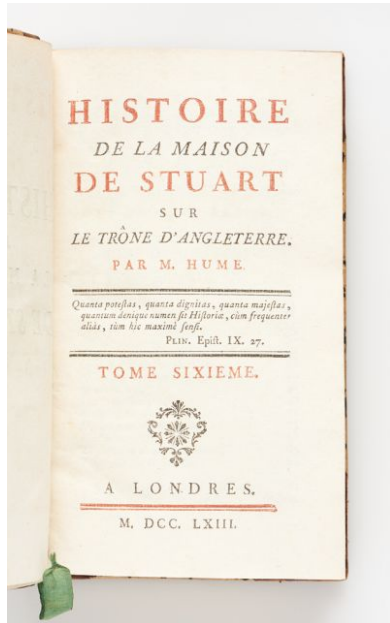 HISTOIRE
DE LA MAISON
DE STUART
SUR
LE TRÔNE D'ANGLETERRE.
PAR M. HUME.
Quanta poteſtas, quanta dignitas, quanta majeſtas,
quantum denique numen ſit Hiſtoriæ, cùm frequenter
aliàs, tùm hic maximè ſenſi.
PLIN. Epiſt. IX. 27.
TOME SIXIEME.
A LONDRES.
M. DCC. LXIII.